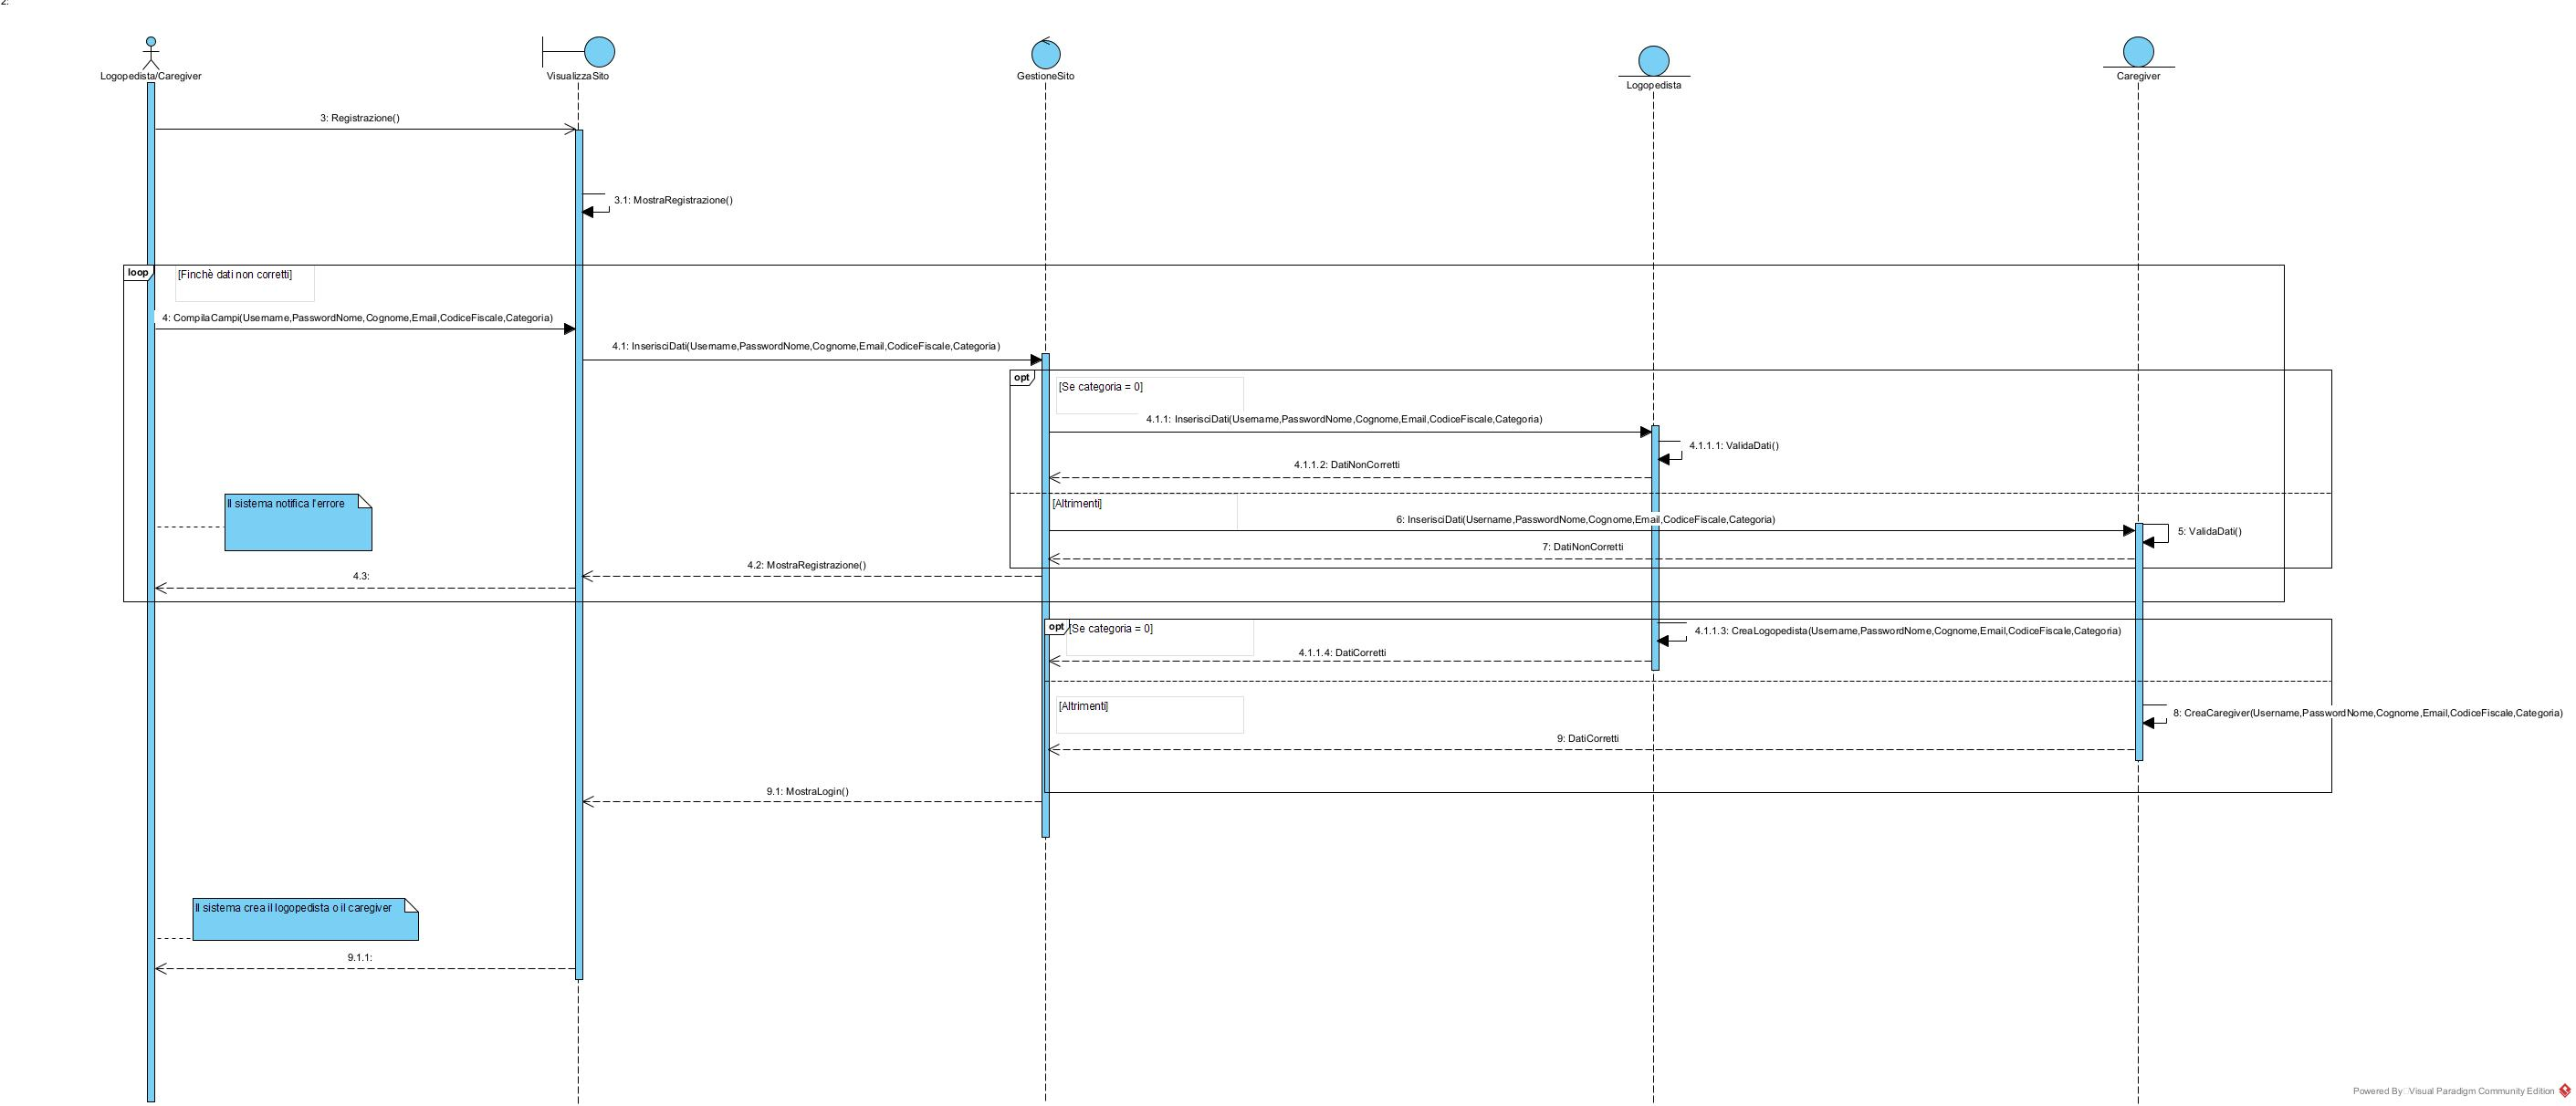 2:
Logopedista/Caregiver
VisualizzaSito
GestioneSito
Logopedista
Caregiver
3: Registrazione()
3.1: MostraRegistrazione()
loop
[Finchè dati non corretti]
4: CompilaCampi(Username,PasswordNome,Cognome,Email,CodiceFiscale,Categoria)
4.1: InserisciDati(Username,PasswordNome,Cognome,Email,CodiceFiscale,Categoria)
opt
[Se categoria = 0]
4.1.1: InserisciDati(Username,PasswordNome,Cognome,Email,CodiceFiscale,Categoria)
4.1.1.1: ValidaDati()
4.1.1.2: DatiNonCorretti
Il sistema notifica l'errore
[Altrimenti]
6: InserisciDati(Username,PasswordNome,Cognome,Email,CodiceFiscale,Categoria)
5: ValidaDati()
7: DatiNonCorretti
4.2: MostraRegistrazione()
4.3:
opt
[Se categoria = 0]
4.1.1.3: CreaLogopedista(Username,PasswordNome,Cognome,Email,CodiceFiscale,Categoria)
4.1.1.4: DatiCorretti
[Altrimenti]
8: CreaCaregiver(Username,PasswordNome,Cognome,Email,CodiceFiscale,Categoria)
9: DatiCorretti
9.1: MostraLogin()
Il sistema crea il logopedista o il caregiver
9.1.1:
Powered By Visual Paradigm Community Edition